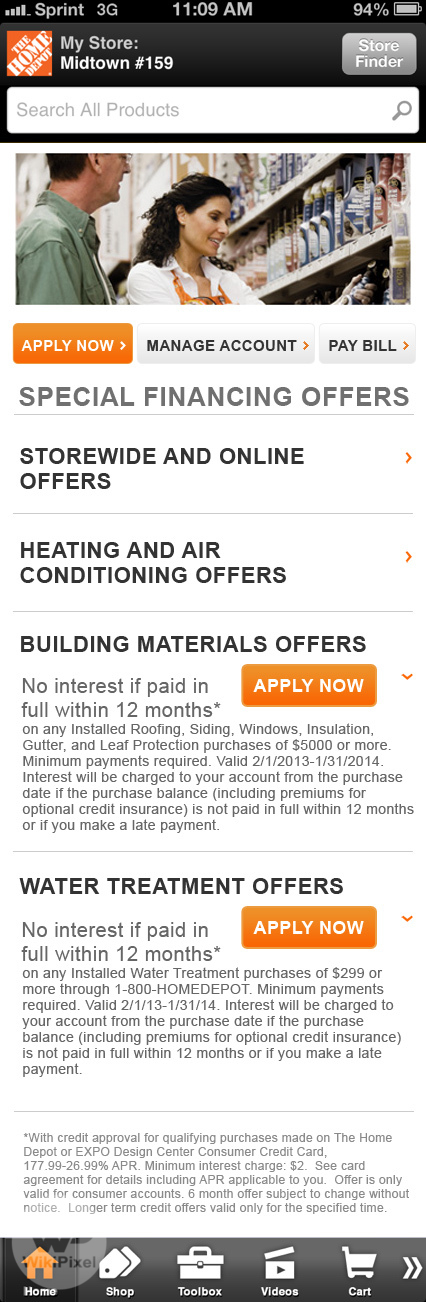 Sprint 3G 11:09 AM 94%
THE HOME DEPOT
My Store:
Midtown #159
Store Finder
Search All Products
APPLY NOW
MANAGE ACCOUNT
PAY BILL
SPECIAL FINANCING OFFERS
STOREWIDE AND ONLINE
OFFERS
HEATING AND AIR
CONDITIONING OFFERS
BUILDING MATERIALS OFFERS
No interest if paid in
full within 12 months*
APPLY NOW
on any Installed Roofing, Siding, Windows, Insulation,
Gutter, and Leaf Protection purchases of $5000 or more.
Minimum payments required. Valid 2/1/2013-1/31/2014.
Interest will be charged to your account from the purchase
date if the purchase balance (including premiums for
optional credit insurance) is not paid in full within 12 months
or if you make a late payment.
WATER TREATMENT OFFERS
No interest if paid in
full within 12 months*
APPLY NOW
on any Installed Water Treatment purchases of $299 or
more through 1-800-HOMEDEPOT. Minimum payments
required. Valid 2/1/13-1/31/14. Interest will be charged to
your account from the purchase date if the purchase
balance (including premiums for optional credit insurance)
is not paid in full within 12 months or if you make a late
payment.
*With credit approval for qualifying purchases made on The Home
Depot or EXPO Design Center Consumer Credit Card,
177.99-26.99% APR. Minimum interest charge: $2. See card
agreement for details including APR applicable to you. Offer is only
valid for consumer accounts. 6 month offer subject to change without
notice. Longer term credit offers valid only for the specified time.
WikiPixel
Home Shop Toolbox Videos Cart